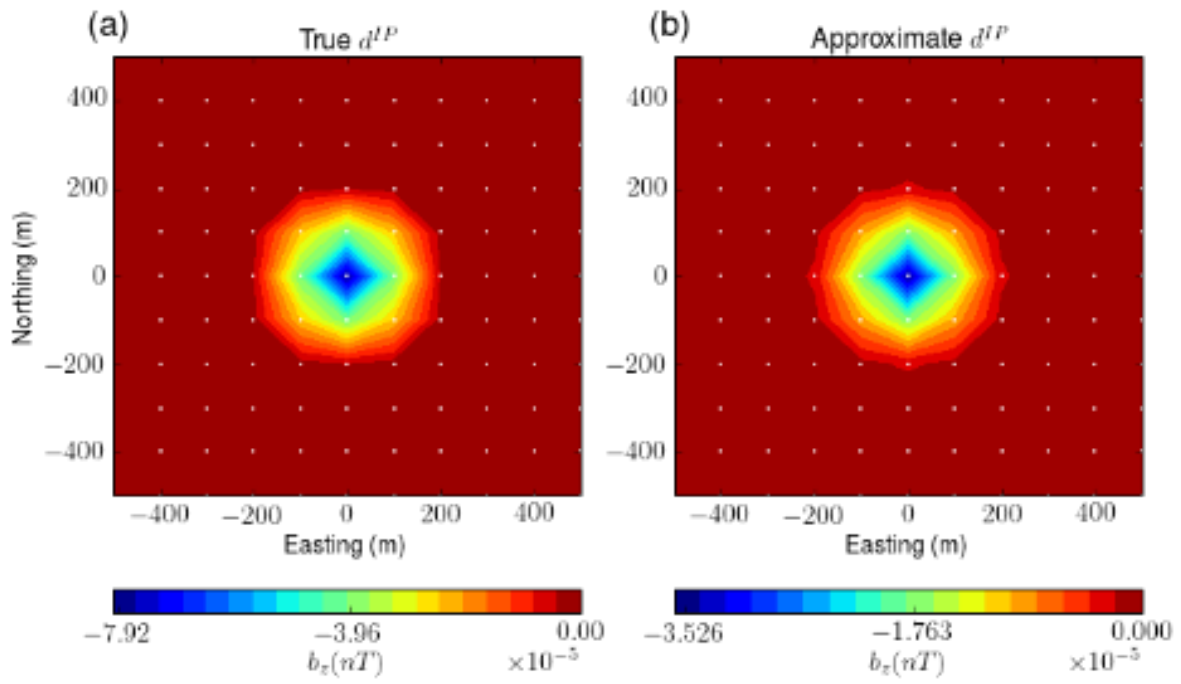 (a) True d^{IP}
(b) Approximate d^{IP}
400
200
0
−200
−400
Northing (m)
−400 −200 0 200 400
Easting (m)
400
200
0
−200
−400
−400 −200 0 200 400
Easting (m)
−7.92 −3.96 0.00
b_z(nT) ×10^{−5}
−3.526 −1.763 0.000
b_z(nT) ×10^{−5}